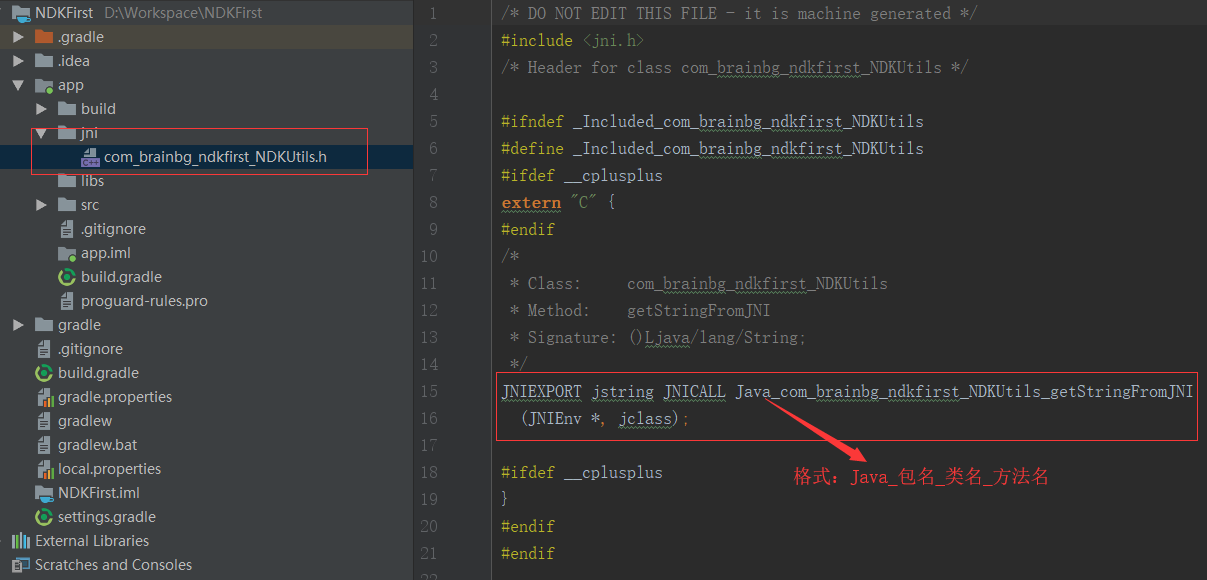 NDKFirst D:\Workspace\NDKFirst
.gradle
.idea
app
build
jni
com_brainbg_ndkfirst_NDKUtils.h
libs
src
.gitignore
app.iml
build.gradle
proguard-rules.pro
gradle
.gitignore
build.gradle
gradle.properties
gradlew
gradlew.bat
local.properties
NDKFirst.iml
settings.gradle
External Libraries
Scratches and Consoles
1 /* DO NOT EDIT THIS FILE - it is machine generated */
2 #include <jni.h>
3 /* Header for class com_brainbg_ndkfirst_NDKUtils */
4
5 #ifndef _Included_com_brainbg_ndkfirst_NDKUtils
6 #define _Included_com_brainbg_ndkfirst_NDKUtils
7 #ifdef __cplusplus
8 extern "C" {
9 #endif
10 /*
11 * Class: com_brainbg_ndkfirst_NDKUtils
12 * Method: getStringFromJNI
13 * Signature: ()Ljava/lang/String;
14 */
15 JNIEXPORT jstring JNICALL Java_com_brainbg_ndkfirst_NDKUtils_getStringFromJNI
16 (JNIEnv *, jclass);
17
18 #ifdef __cplusplus
格式：Java_包名_类名_方法名
19 }
20 #endif
21 #endif